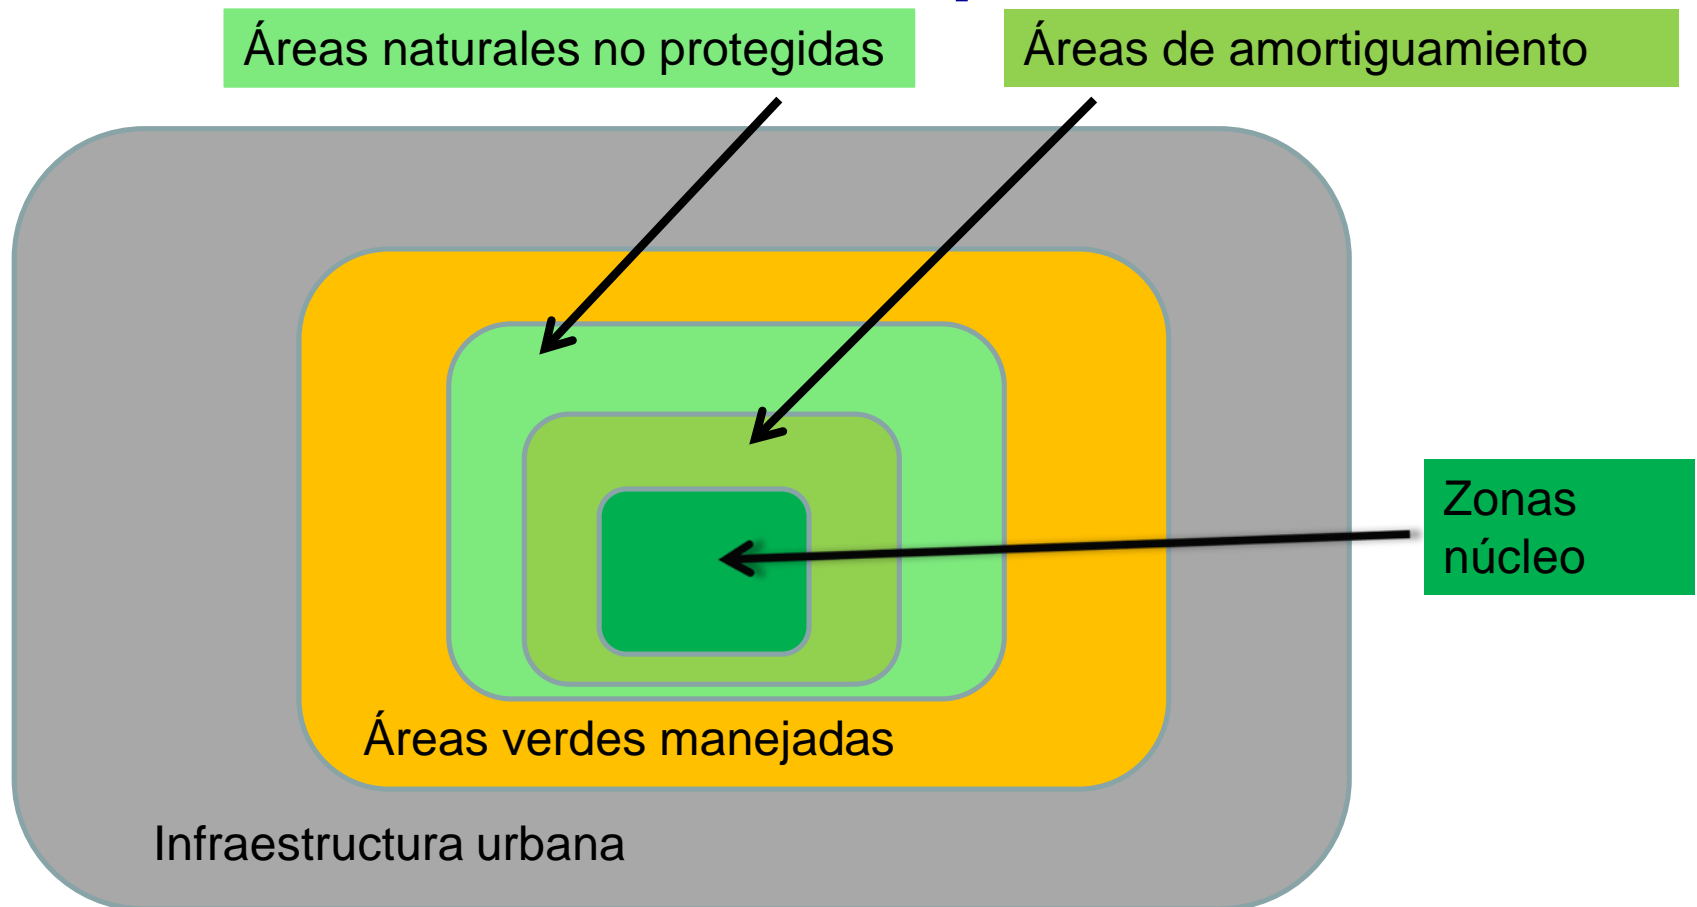 Áreas naturales no protegidas
Áreas de amortiguamiento
Zonas
núcleo
Áreas verdes manejadas
Infraestructura urbana